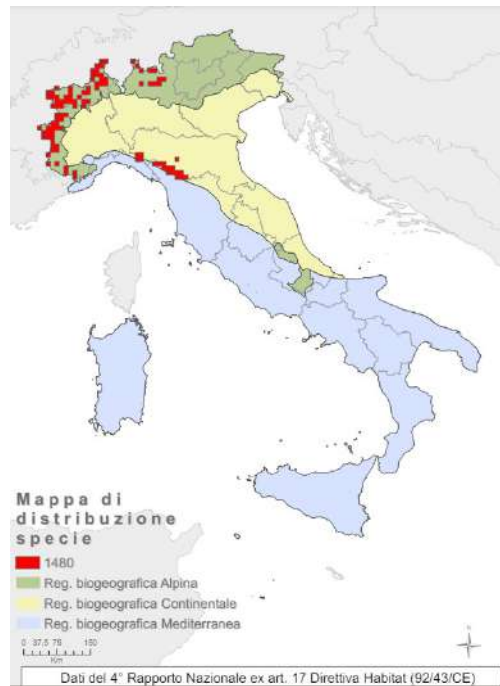 Mappa di
distribuzione
specie
1480
Reg. biogeografica Alpina
Reg. biogeografica Continentale
Reg. biogeografica Mediterranea
0 37,5 75 150
Km
N
Dati del 4° Rapporto Nazionale ex art. 17 Direttiva Habitat (92/43/CE)